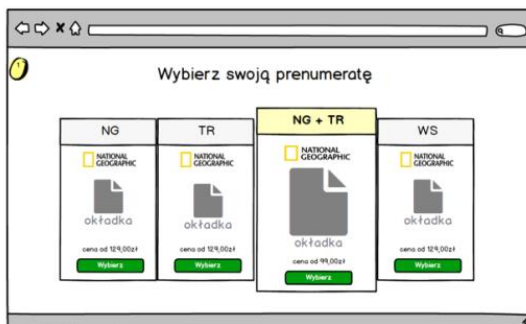 Wybierz swoją prenumeratę
NG
NATIONAL
GEOGRAPHIC
okładka
cena od 129,00zł
Wybierz
TR
NATIONAL
GEOGRAPHIC
okładka
cena od 129,00zł
Wybierz
NG + TR
NATIONAL
GEOGRAPHIC
okładka
cena od 99,00zł
Wybierz
WS
NATIONAL
GEOGRAPHIC
okładka
cena od 129,00zł
Wybierz